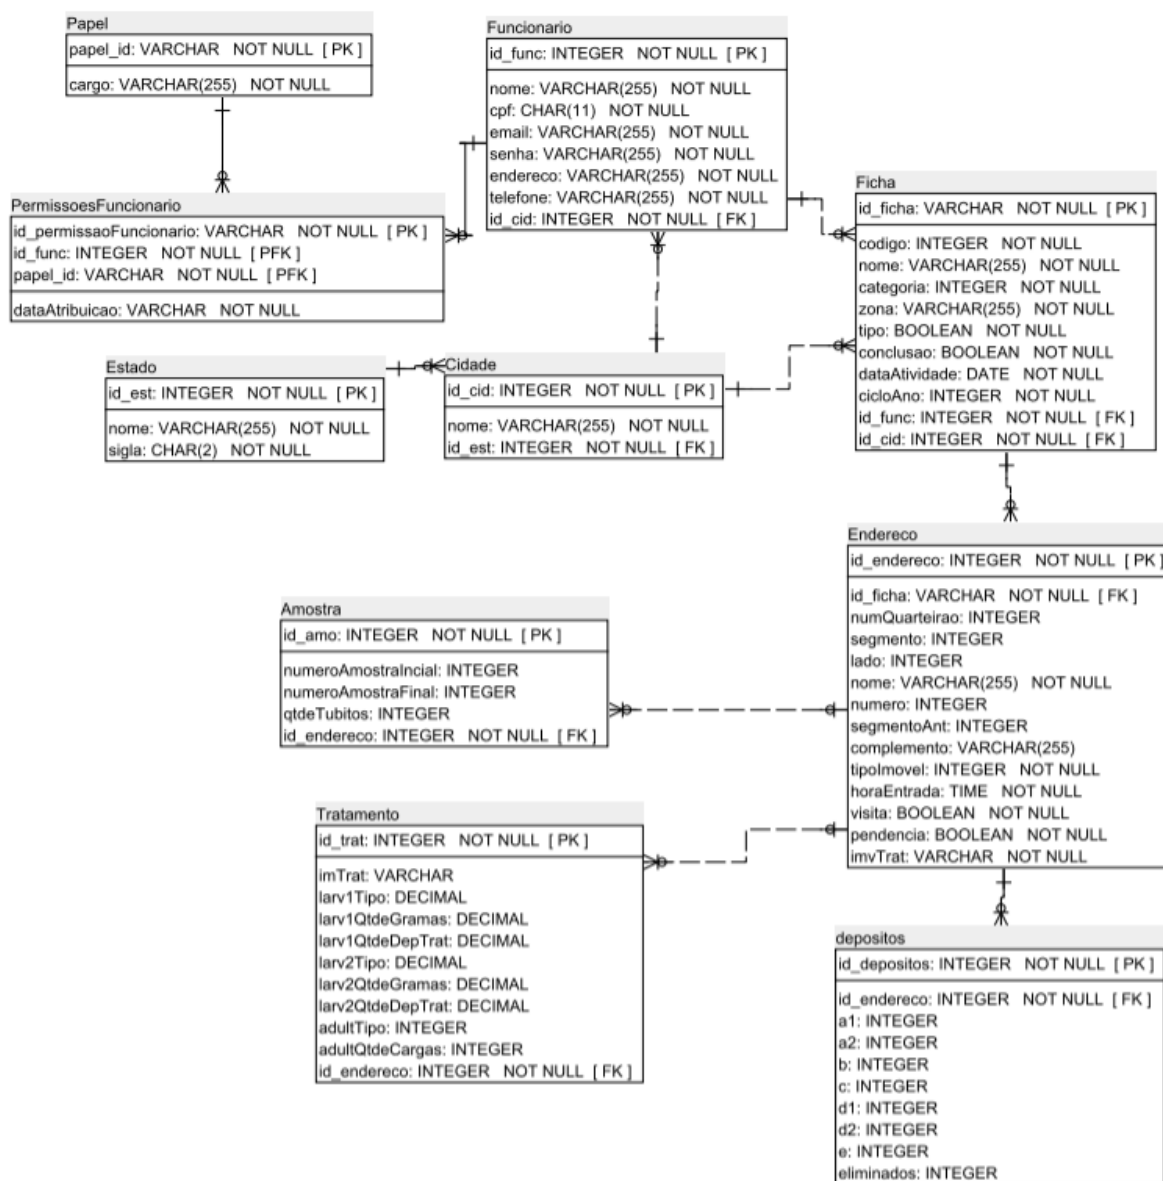 Papel
papel_id: VARCHAR NOT NULL [ PK ]
cargo: VARCHAR(255) NOT NULL
Funcionario
id_func: INTEGER NOT NULL [ PK ]
nome: VARCHAR(255) NOT NULL
cpf: CHAR(11) NOT NULL
email: VARCHAR(255) NOT NULL
senha: VARCHAR(255) NOT NULL
endereco: VARCHAR(255) NOT NULL
telefone: VARCHAR(255) NOT NULL
id_cid: INTEGER NOT NULL [ FK ]
PermissoesFuncionario
id_permissaoFuncionario: VARCHAR NOT NULL [ PK ]
id_func: INTEGER NOT NULL [ PFK ]
papel_id: VARCHAR NOT NULL [ PFK ]
dataAtribuicao: VARCHAR NOT NULL
Ficha
id_ficha: VARCHAR NOT NULL [ PK ]
codigo: INTEGER NOT NULL
nome: VARCHAR(255) NOT NULL
categoria: INTEGER NOT NULL
zona: VARCHAR(255) NOT NULL
tipo: BOOLEAN NOT NULL
conclusao: BOOLEAN NOT NULL
dataAtividade: DATE NOT NULL
cicloAno: INTEGER NOT NULL
id_func: INTEGER NOT NULL [ FK ]
id_cid: INTEGER NOT NULL [ FK ]
Estado
id_est: INTEGER NOT NULL [ PK ]
nome: VARCHAR(255) NOT NULL
sigla: CHAR(2) NOT NULL
Cidade
id_cid: INTEGER NOT NULL [ PK ]
nome: VARCHAR(255) NOT NULL
id_est: INTEGER NOT NULL [ FK ]
Endereco
id_endereco: INTEGER NOT NULL [ PK ]
id_ficha: VARCHAR NOT NULL [ FK ]
numQuarteirao: INTEGER
segmento: INTEGER
lado: INTEGER
nome: VARCHAR(255) NOT NULL
numero: INTEGER
segmentoAnt: INTEGER
complemento: VARCHAR(255)
tipoImovel: INTEGER NOT NULL
horaEntrada: TIME NOT NULL
visita: BOOLEAN NOT NULL
pendencia: BOOLEAN NOT NULL
imvTrat: VARCHAR NOT NULL
Amostra
id_amo: INTEGER NOT NULL [ PK ]
numeroAmostraIncial: INTEGER
numeroAmostraFinal: INTEGER
qtdeTubitos: INTEGER
id_endereco: INTEGER NOT NULL [ FK ]
Tratamento
id_trat: INTEGER NOT NULL [ PK ]
imTrat: VARCHAR
larv1Tipo: DECIMAL
larv1QtdeGramas: DECIMAL
larv1QtdeDepTrat: DECIMAL
larv2Tipo: DECIMAL
larv2QtdeGramas: DECIMAL
larv2QtdeDepTrat: DECIMAL
adultTipo: INTEGER
adultQtdeCargas: INTEGER
id_endereco: INTEGER NOT NULL [ FK ]
depositos
id_depositos: INTEGER NOT NULL [ PK ]
id_endereco: INTEGER NOT NULL [ FK ]
a1: INTEGER
a2: INTEGER
b: INTEGER
c: INTEGER
d1: INTEGER
d2: INTEGER
e: INTEGER
eliminados: INTEGER